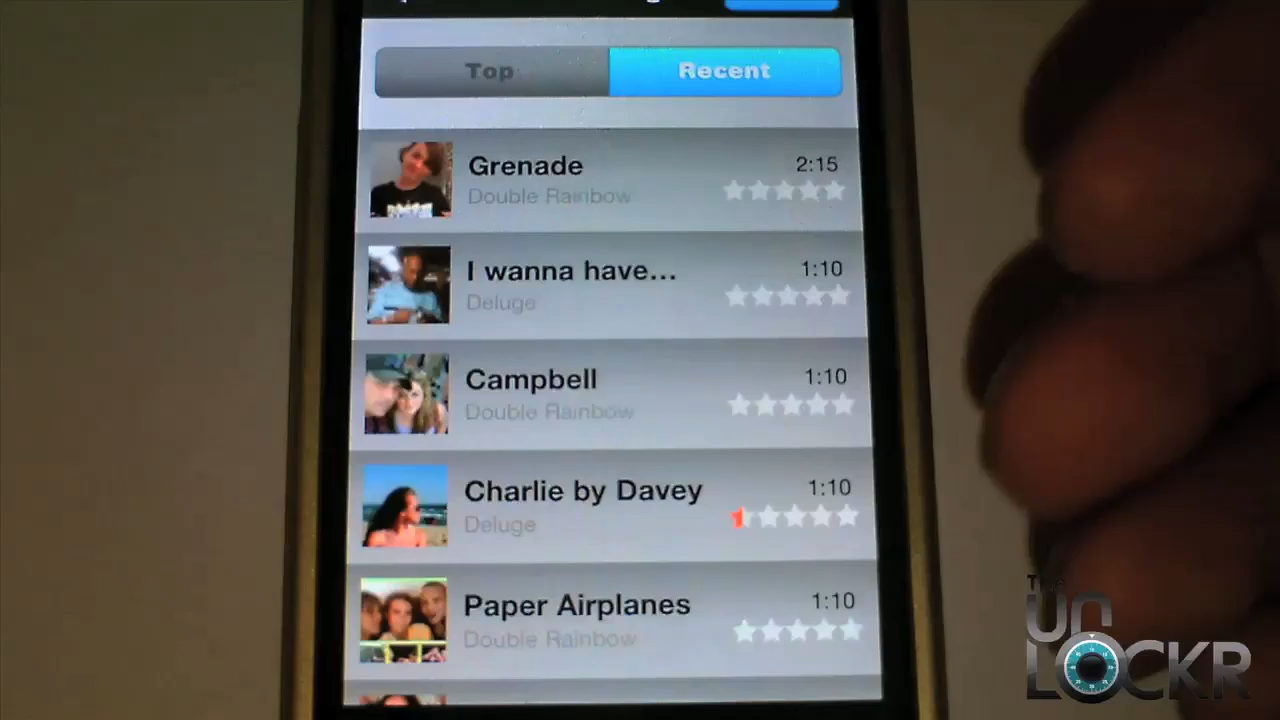 Top
Recent
Grenade
2:15
Double Rainbow
I wanna have...
1:10
Deluge
Campbell
1:10
Double Rainbow
Charlie by Davey
1:10
Deluge
Paper Airplanes
1:10
Double Rainbow
THE
UN
LOCKR